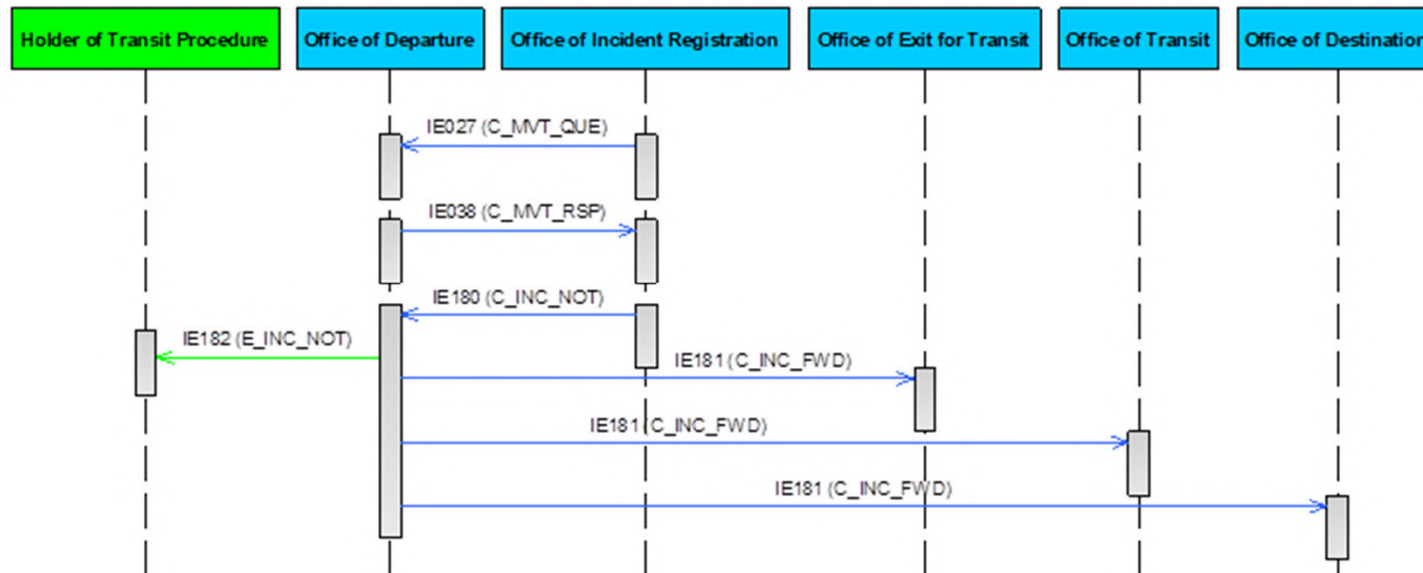 Holder of Transit Procedure
Office of Departure
Office of Incident Registration
Office of Exit for Transit
Office of Transit
Office of Destination
IE027 (C_MVT_QUE)
IE038 (C_MVT_RSP)
IE180 (C_INC_NOT)
IE182 (E_INC_NOT)
IE181 (C_INC_FWD)
IE181 (C_INC_FWD)
IE181 (C_INC_FWD)